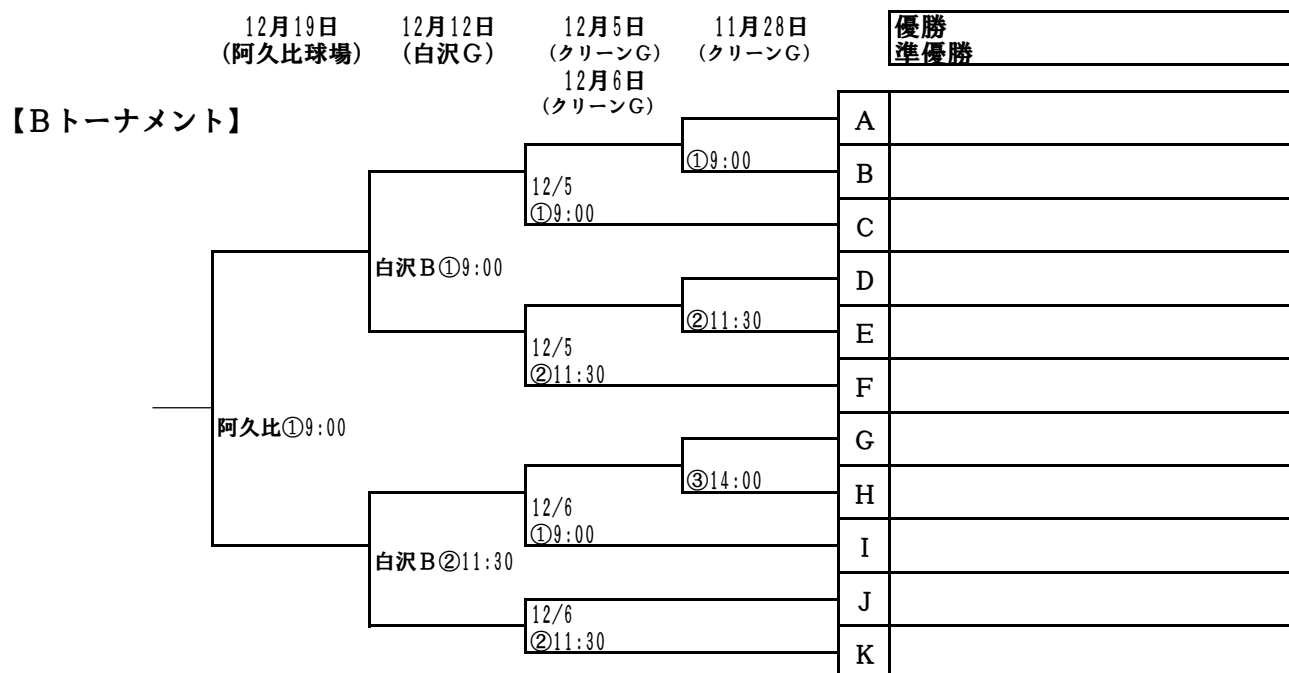 12月19日 12月12日 12月5日 11月28日 優勝
(阿久比球場) (白沢G) (クリーンG) (クリーンG) 準優勝
12月6日
(クリーンG)
【Bトーナメント】
A
①9:00
B
12/5
①9:00
C
白沢B①9:00
D
②11:30
E
12/5
②11:30
F
阿久比①9:00
G
③14:00
H
12/6
①9:00
I
白沢B②11:30
J
12/6
②11:30
K